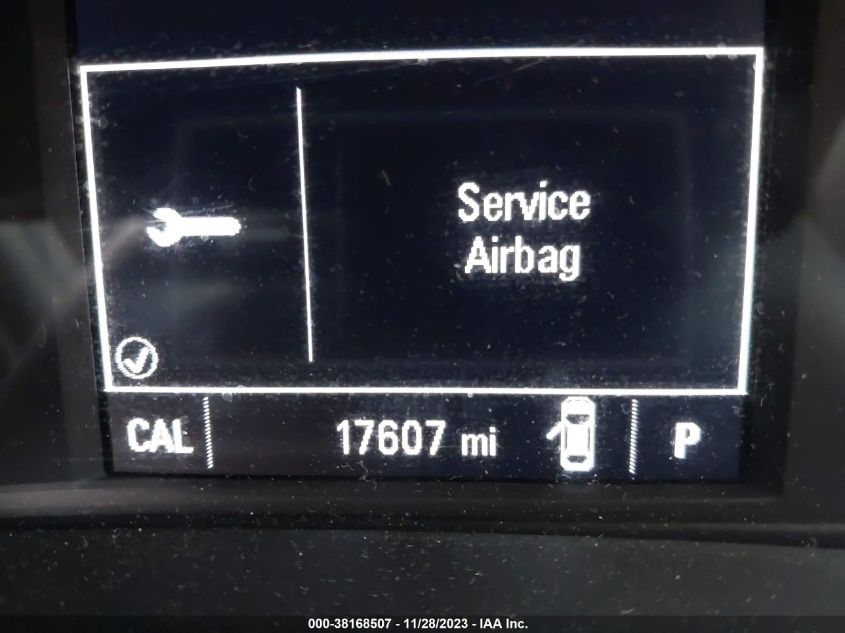 Service
Airbag
CAL 17607 mi P
000-38168507 - 11/28/2023 - IAA Inc.